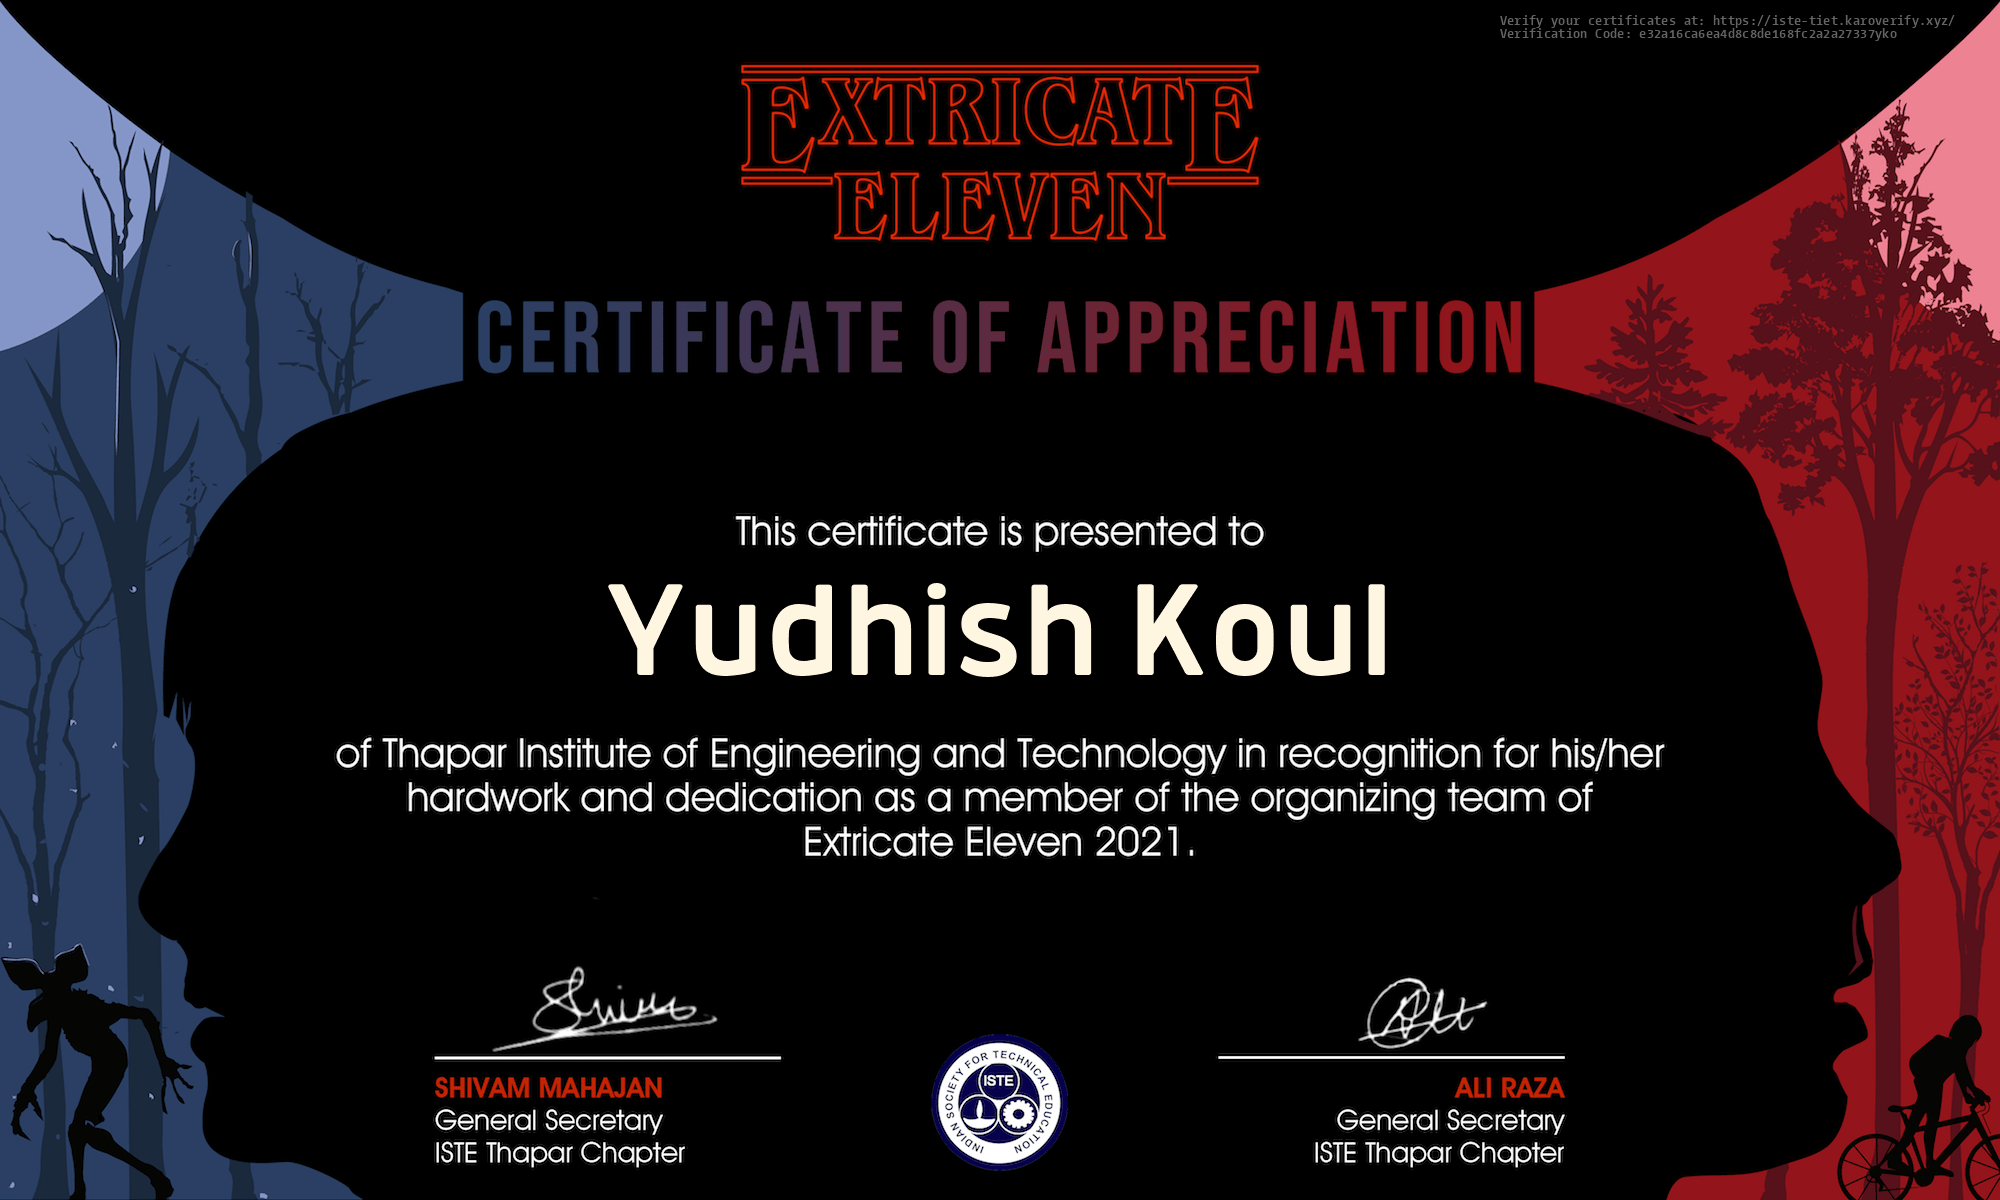 Verify your certificates at: https://iste-tiet.karoverify.xyz/
Verification Code: e32a16ca6ea4d8c8de168fc2a2a27337yko
EXTRICATE
ELEVEN
CERTIFICATE OF APPRECIATION
This certificate is presented to
Yudhish Koul
of Thapar Institute of Engineering and Technology in recognition for his/her
hardwork and dedication as a member of the organizing team of
Extricate Eleven 2021.
SHIVAM MAHAJAN
General Secretary
ISTE Thapar Chapter
INDIAN SOCIETY FOR TECHNICAL EDUCATION
ISTE
ALI RAZA
General Secretary
ISTE Thapar Chapter